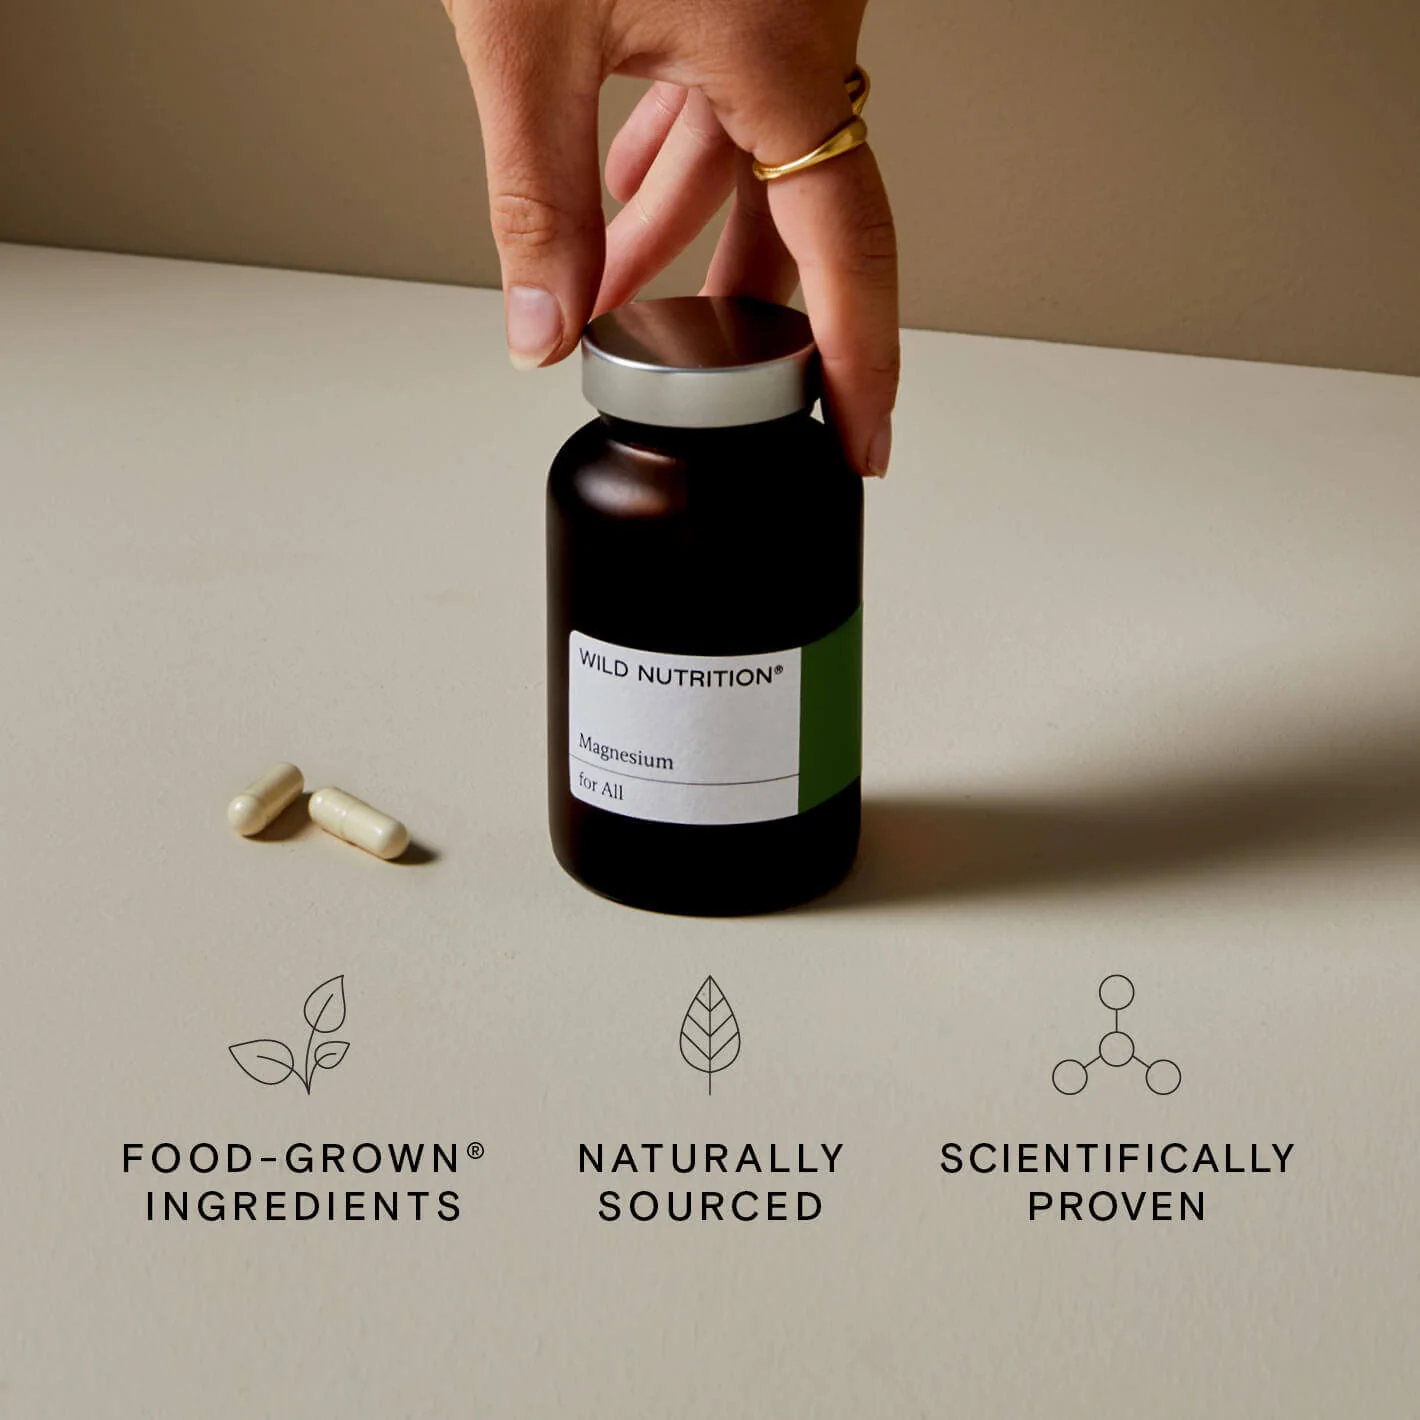 WILD NUTRITION®
Magnesium
for All
FOOD-GROWN®
INGREDIENTS
NATURALLY
SOURCED
SCIENTIFICALLY
PROVEN